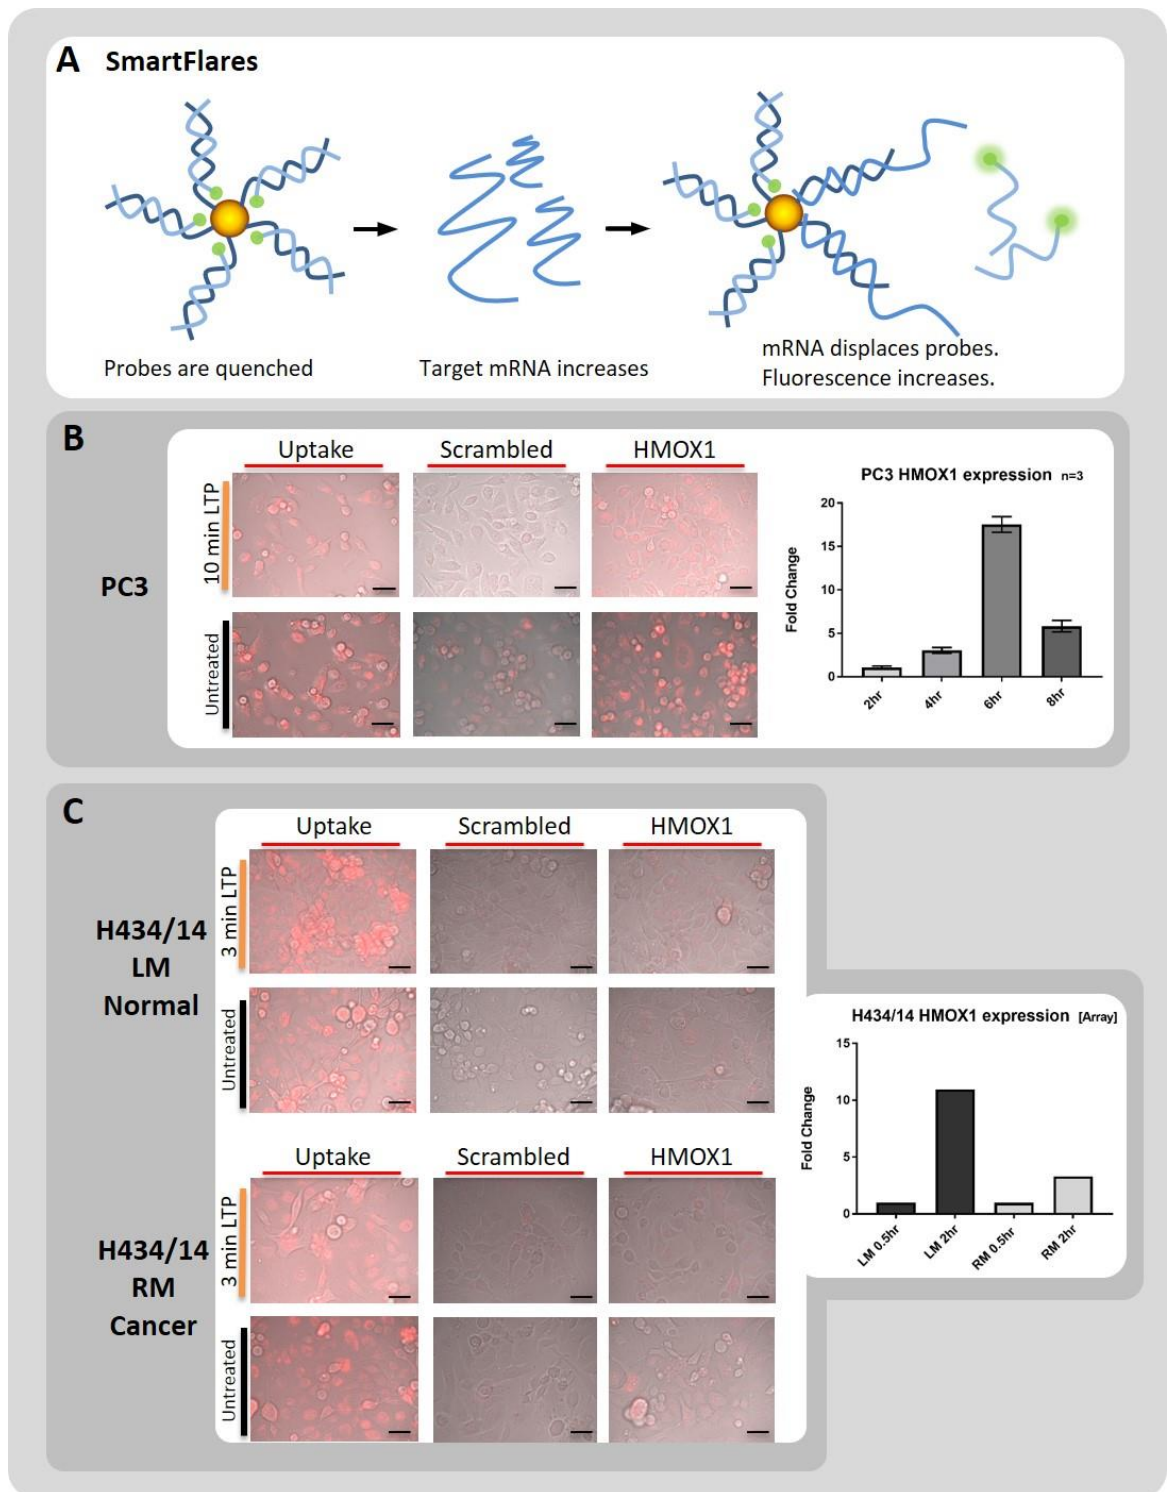 A SmartFlares
Probes are quenched
Target mRNA increases
mRNA displaces probes.
Fluorescence increases.
B
Uptake
Scrambled
HMOX1
PC3
10 min LTP
Untreated
PC3 HMOX1 expression n=3
Fold Change
20
15
10
5
0
2hr
4hr
6hr
8hr
C
Uptake
Scrambled
HMOX1
H434/14
LM
Normal
3 min LTP
Untreated
Uptake
Scrambled
HMOX1
H434/14
RM
Cancer
3 min LTP
Untreated
H434/14 HMOX1 expression [Array]
Fold Change
15
10
5
0
LM 0.5hr
LM 2hr
RM 0.5hr
RM 2hr